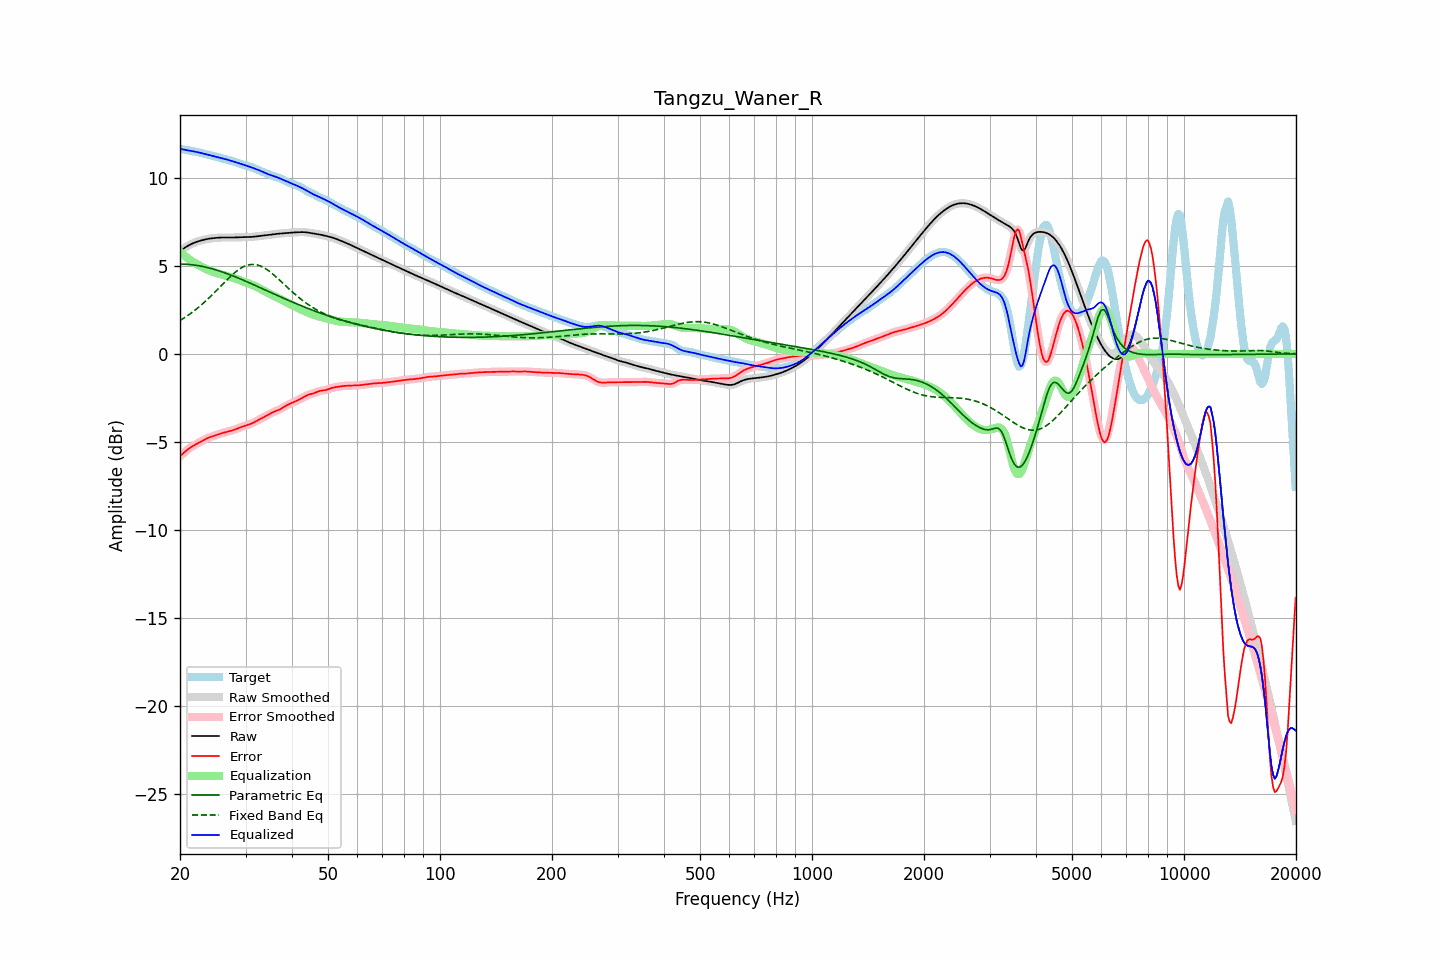 Tangzu_Waner_R
Amplitude (dBr)
10
5
0
−5
−10
−15
−20
−25
Target
Raw Smoothed
Error Smoothed
Raw
Error
Equalization
Parametric Eq
Fixed Band Eq
Equalized
20 50 100 200 500 1000 2000 5000 10000 20000
Frequency (Hz)